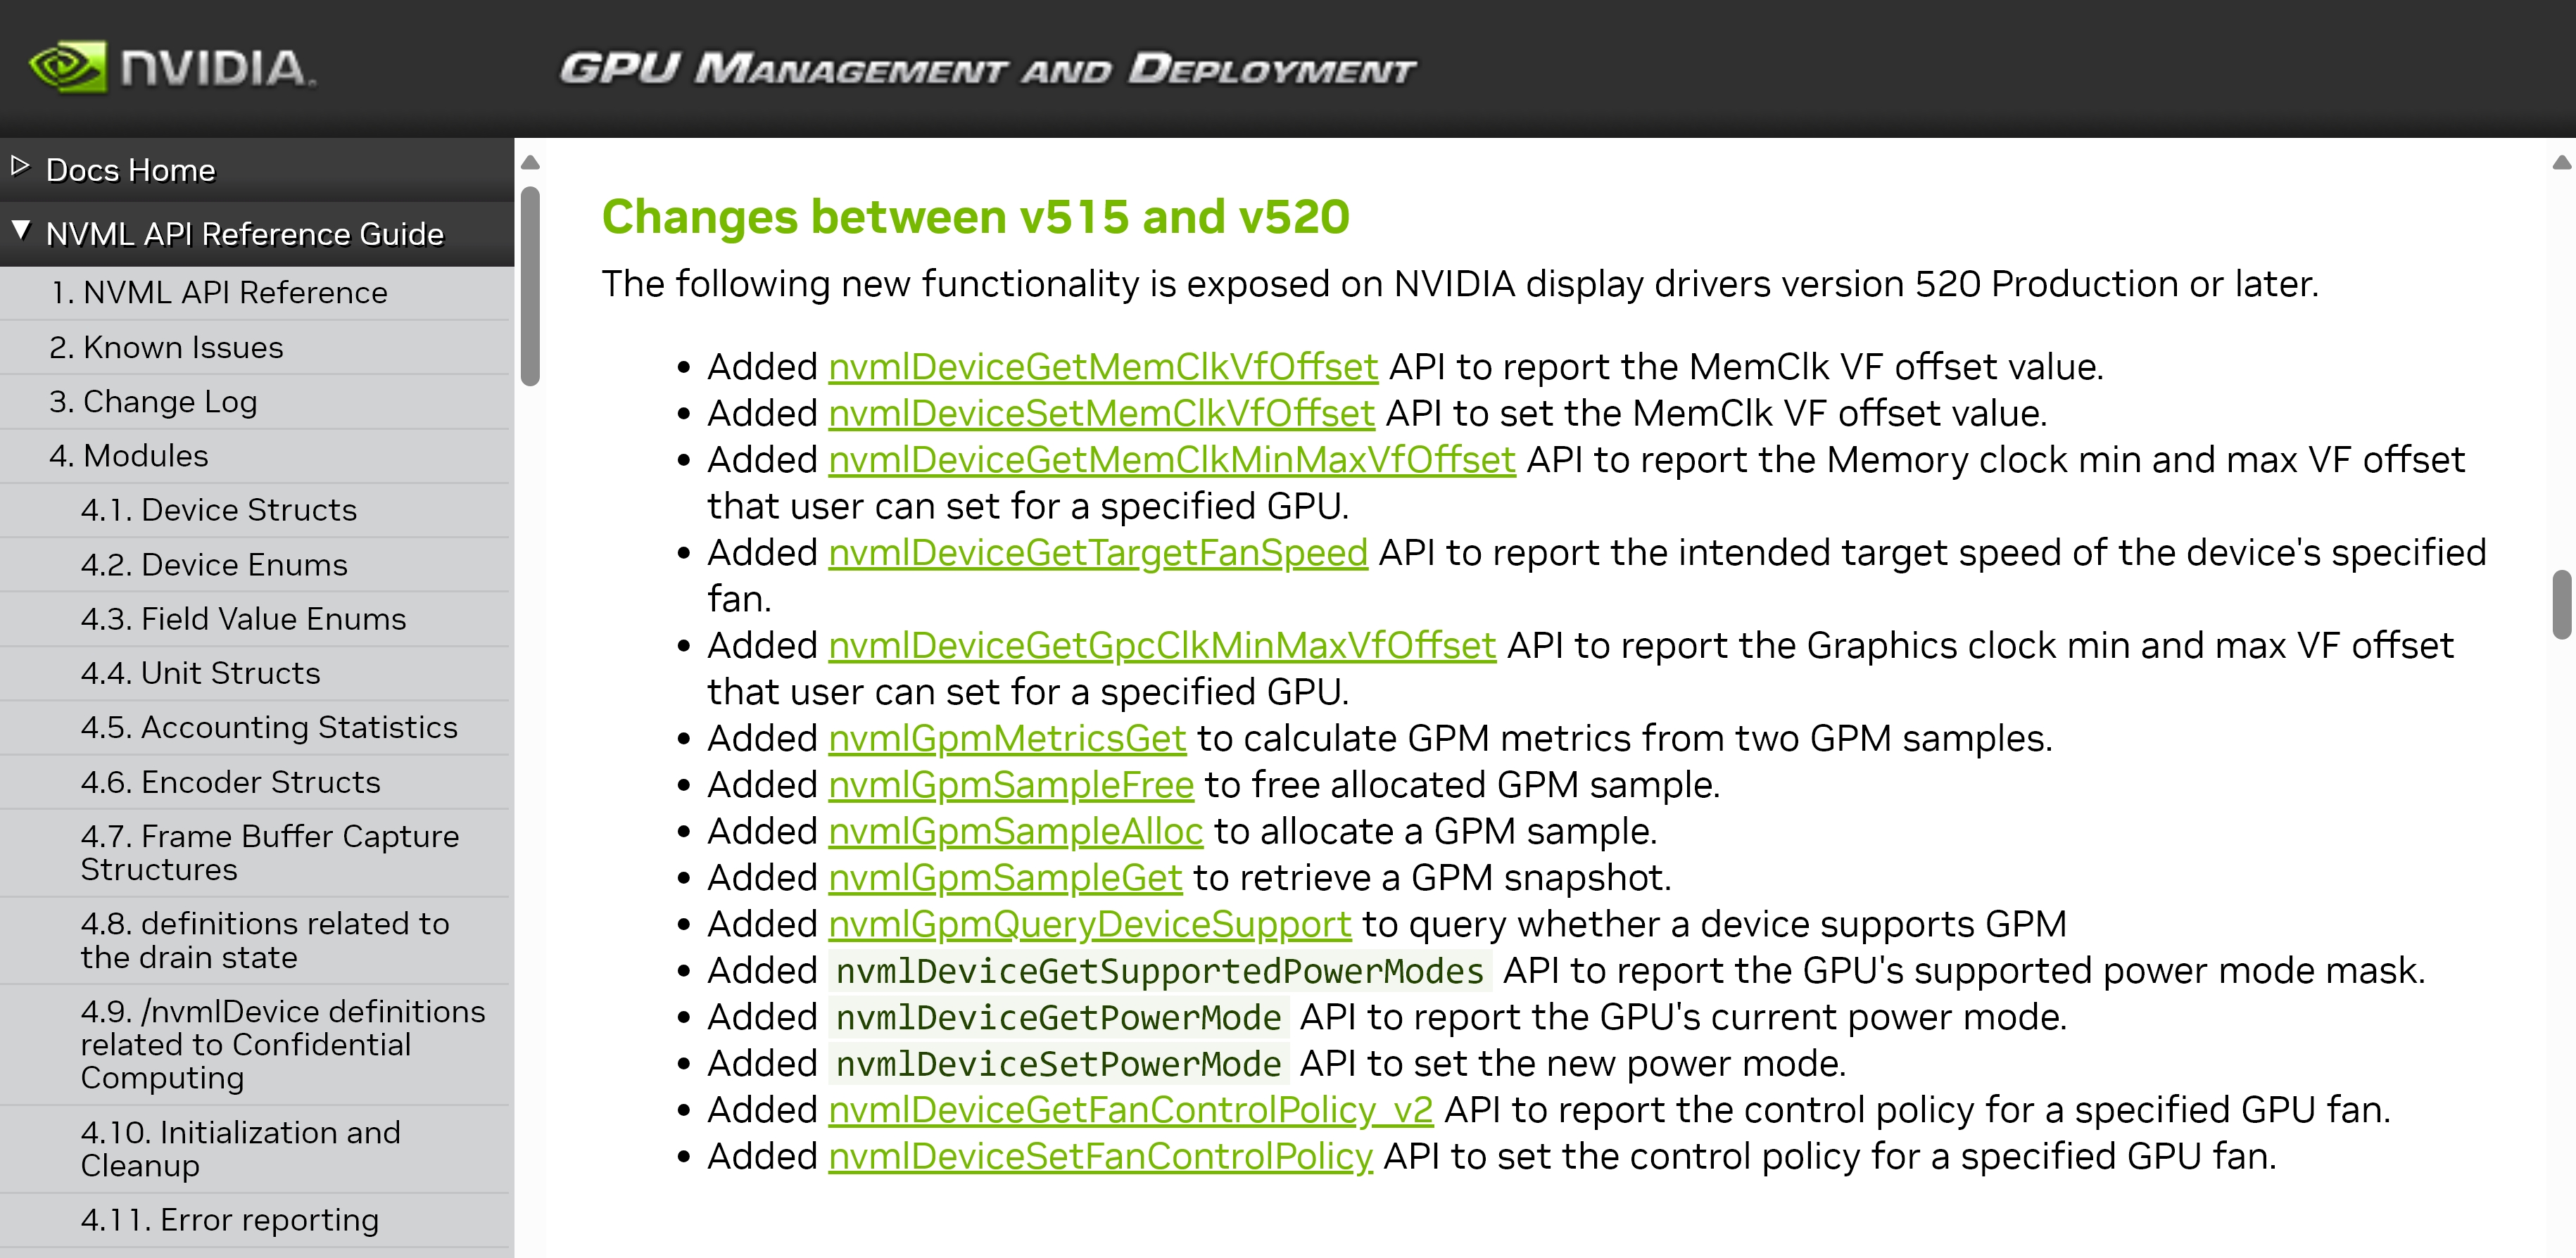 NVIDIA.
GPU MANAGEMENT AND DEPLOYMENT
Docs Home
NVML API Reference Guide
1. NVML API Reference
2. Known Issues
3. Change Log
4. Modules
4.1. Device Structs
4.2. Device Enums
4.3. Field Value Enums
4.4. Unit Structs
4.5. Accounting Statistics
4.6. Encoder Structs
4.7. Frame Buffer Capture
Structures
4.8. definitions related to
the drain state
4.9. /nvmlDevice definitions
related to Confidential
Computing
4.10. Initialization and
Cleanup
4.11. Error reporting
Changes between v515 and v520
The following new functionality is exposed on NVIDIA display drivers version 520 Production or later.
• Added nvmlDeviceGetMemClkVfOffset API to report the MemClk VF offset value.
• Added nvmlDeviceSetMemClkVfOffset API to set the MemClk VF offset value.
• Added nvmlDeviceGetMemClkMinMaxVfOffset API to report the Memory clock min and max VF offset
that user can set for a specified GPU.
• Added nvmlDeviceGetTargetFanSpeed API to report the intended target speed of the device's specified
fan.
• Added nvmlDeviceGetGpcClkMinMaxVfOffset API to report the Graphics clock min and max VF offset
that user can set for a specified GPU.
• Added nvmlGpmMetricsGet to calculate GPM metrics from two GPM samples.
• Added nvmlGpmSampleFree to free allocated GPM sample.
• Added nvmlGpmSampleAlloc to allocate a GPM sample.
• Added nvmlGpmSampleGet to retrieve a GPM snapshot.
• Added nvmlGpmQueryDeviceSupport to query whether a device supports GPM
• Added nvmlDeviceGetSupportedPowerModes API to report the GPU's supported power mode mask.
• Added nvmlDeviceGetPowerMode API to report the GPU's current power mode.
• Added nvmlDeviceSetPowerMode API to set the new power mode.
• Added nvmlDeviceGetFanControlPolicy_v2 API to report the control policy for a specified GPU fan.
• Added nvmlDeviceSetFanControlPolicy API to set the control policy for a specified GPU fan.